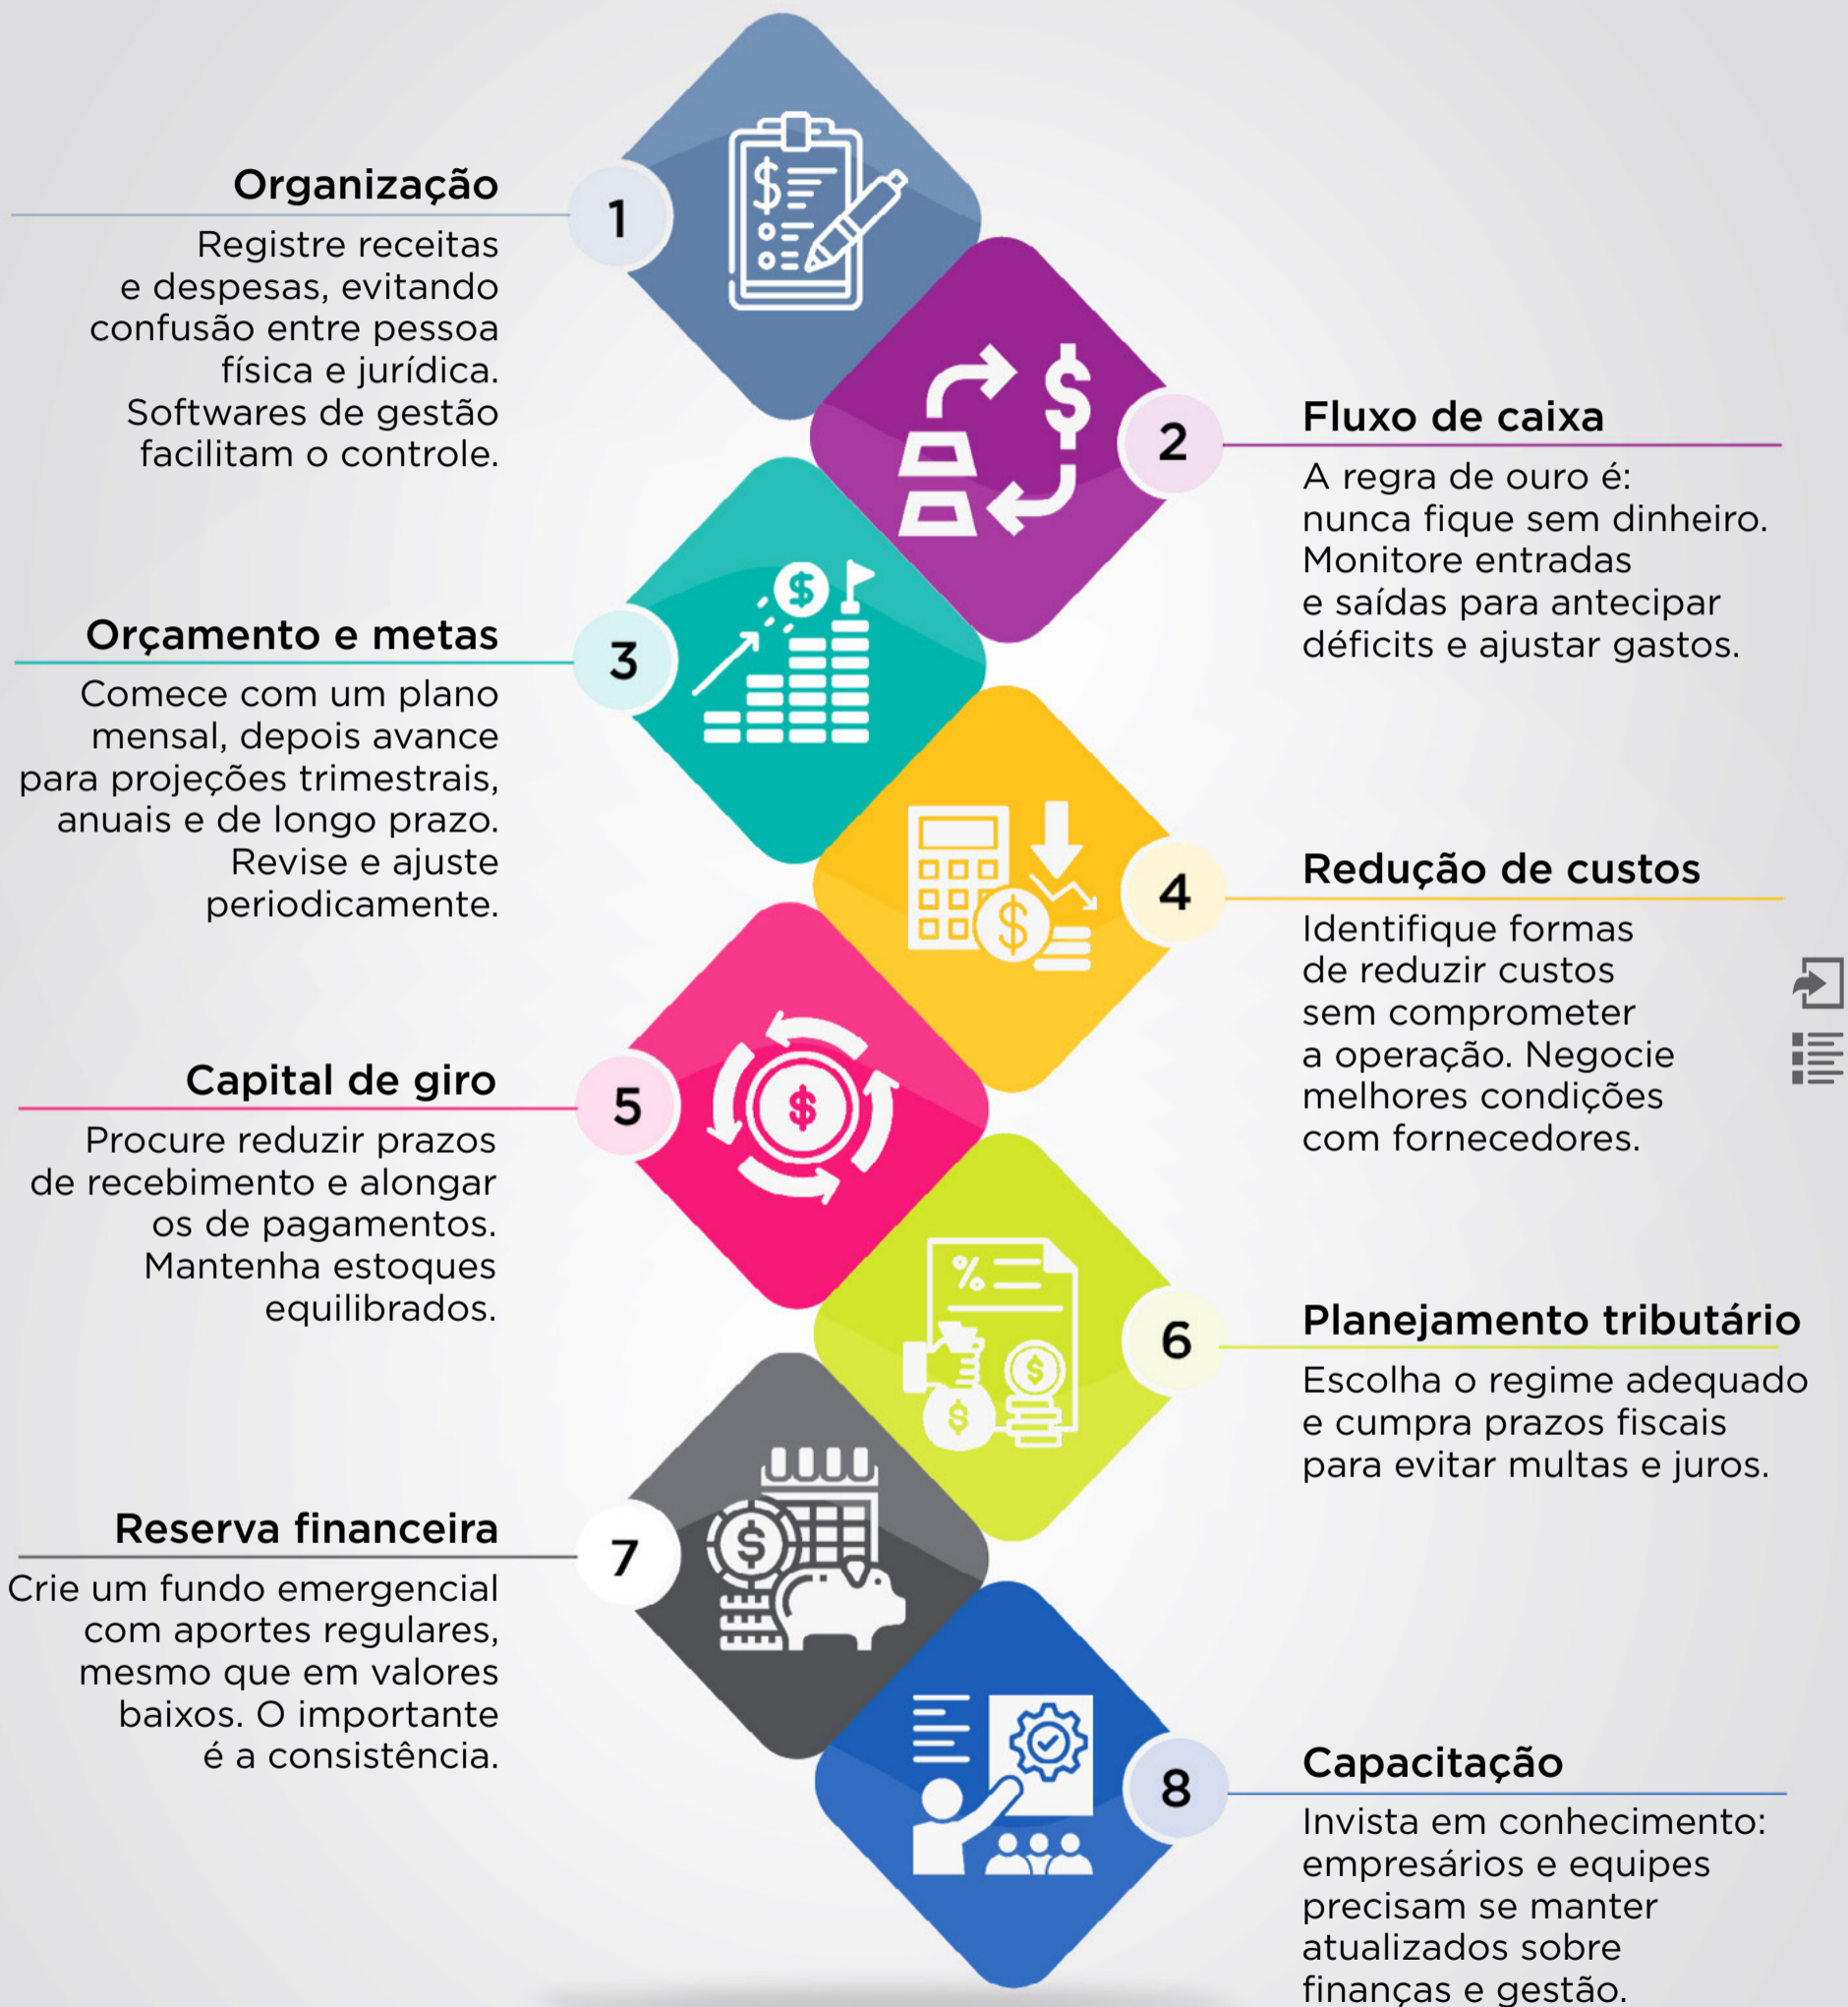 1
Organização
Registre receitas
e despesas, evitando
confusão entre pessoa
física e jurídica.
Softwares de gestão
facilitam o controle.
2
Fluxo de caixa
A regra de ouro é:
nunca fique sem dinheiro.
Monitore entradas
e saídas para antecipar
déficits e ajustar gastos.
3
Orçamento e metas
Comece com um plano
mensal, depois avance
para projeções trimestrais,
anuais e de longo prazo.
Revise e ajuste
periodicamente.
4
Redução de custos
Identifique formas
de reduzir custos
sem comprometer
a operação. Negocie
melhores condições
com fornecedores.
5
Capital de giro
Procure reduzir prazos
de recebimento e alongar
os de pagamentos.
Mantenha estoques
equilibrados.
6
Planejamento tributário
Escolha o regime adequado
e cumpra prazos fiscais
para evitar multas e juros.
7
Reserva financeira
Crie um fundo emergencial
com aportes regulares,
mesmo que em valores
baixos. O importante
é a consistência.
8
Capacitação
Invista em conhecimento:
empresários e equipes
precisam se manter
atualizados sobre
finanças e gestão.